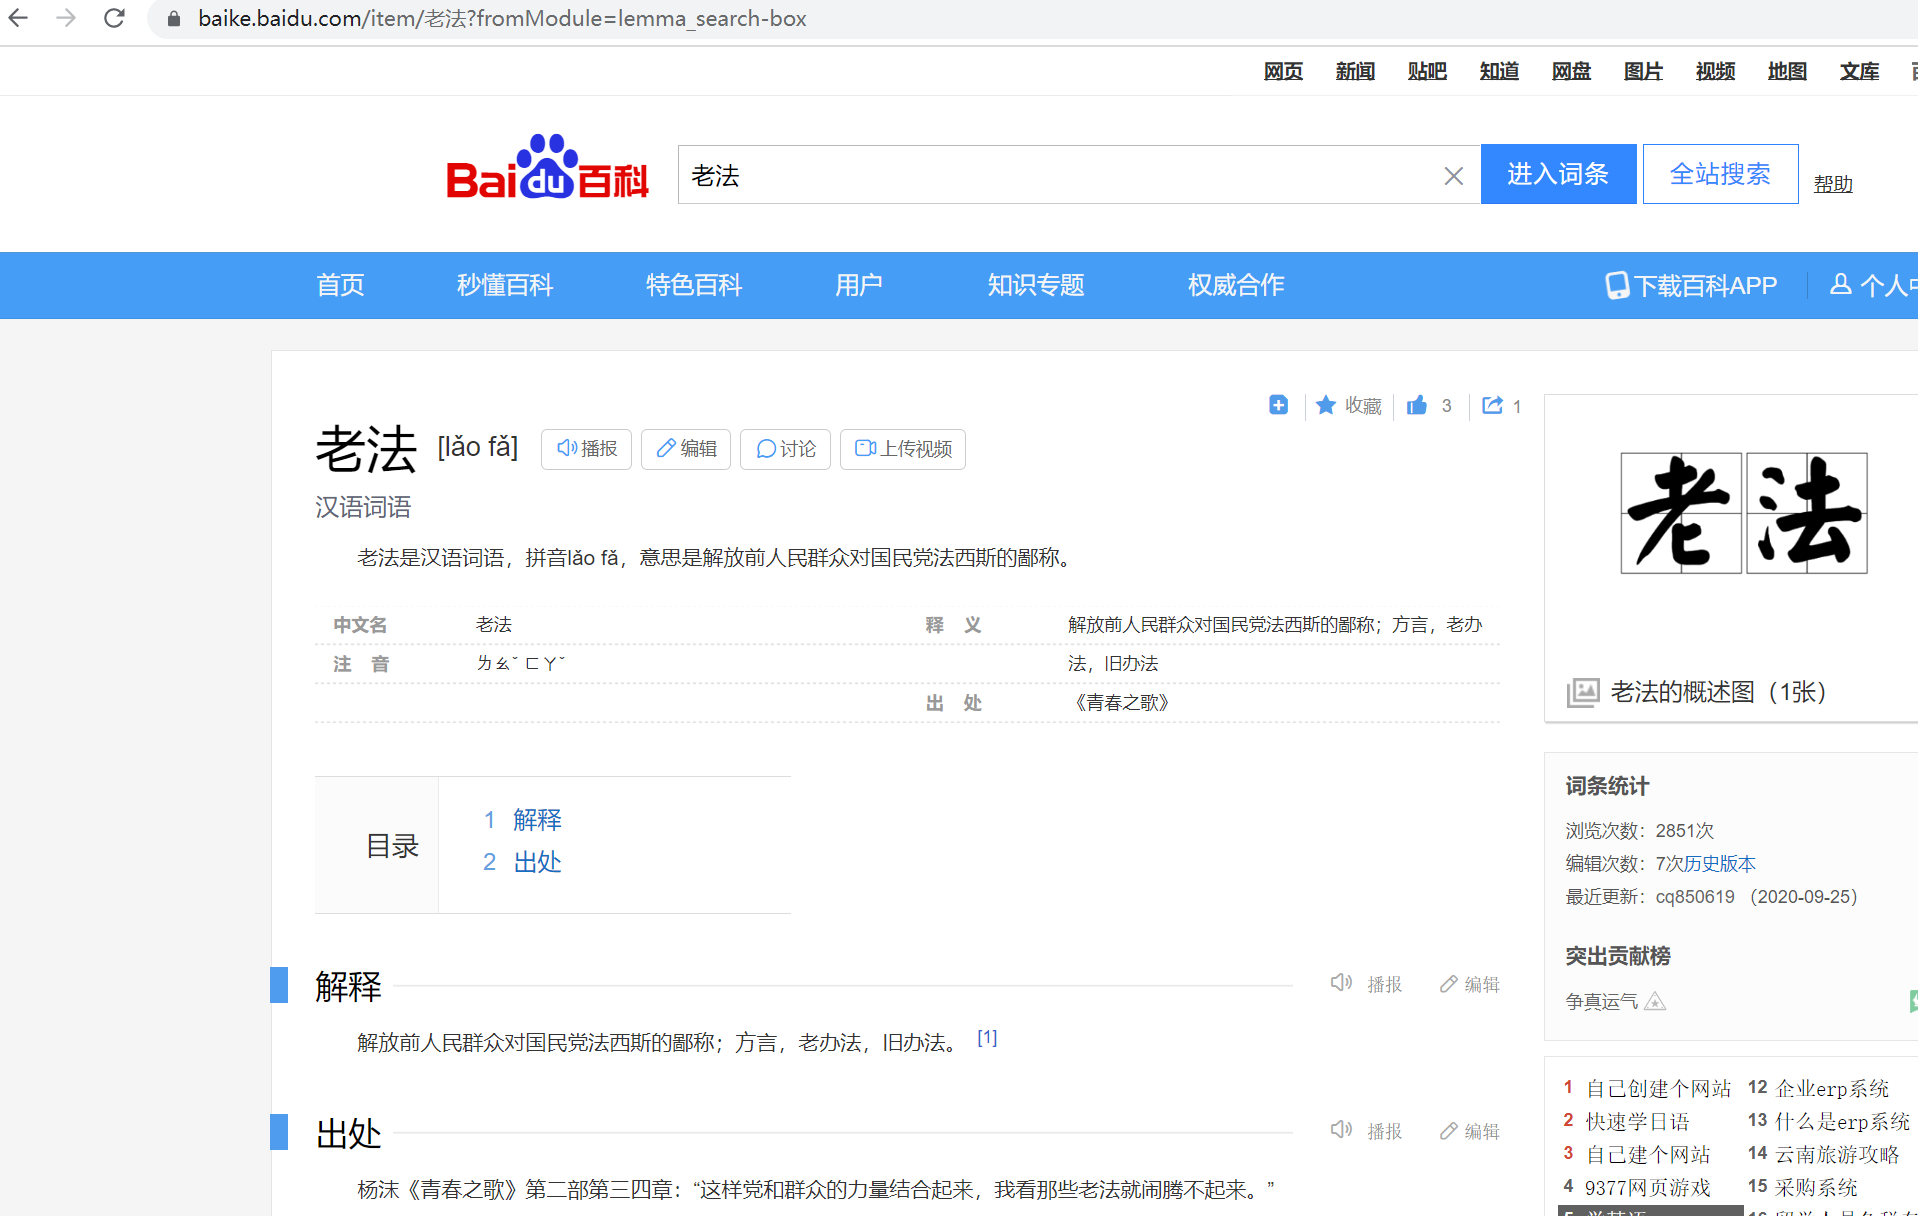 baike.baidu.com/item/老法?fromModule=lemma_search-box
网页 新闻 贴吧 知道 网盘 图片 视频 地图 文库
Baidu百科
老法
进入词条
全站搜索
帮助
首页 秒懂百科 特色百科 用户 知识专题 权威合作 下载百科APP 个人中
收藏 3 1
老法 [lǎo fǎ] 播报 编辑 讨论 上传视频
汉语词语
老法是汉语词语，拼音lǎo fǎ，意思是解放前人民群众对国民党法西斯的鄙称。
中文名 老法 释 义 解放前人民群众对国民党法西斯的鄙称；方言，老办
注 音 ㄌㄠˇ ㄈㄚˇ 法，旧办法
出 处 《青春之歌》
目录
1 解释
2 出处
解释 播报 编辑
解放前人民群众对国民党法西斯的鄙称；方言，老办法，旧办法。 [1]
出处 播报 编辑
杨沫《青春之歌》第二部第三四章：“这样党和群众的力量结合起来，我看那些老法就闹腾不起来。”
老法
老法的概述图（1张）
词条统计
浏览次数：2851次
编辑次数：7次历史版本
最近更新：cq850619 （2020-09-25）
突出贡献榜
争真运气
1 自己创建个网站 12 企业erp系统
2 快速学日语 13 什么是erp系统
3 自己建个网站 14 云南旅游攻略
4 9377网页游戏 15 采购系统